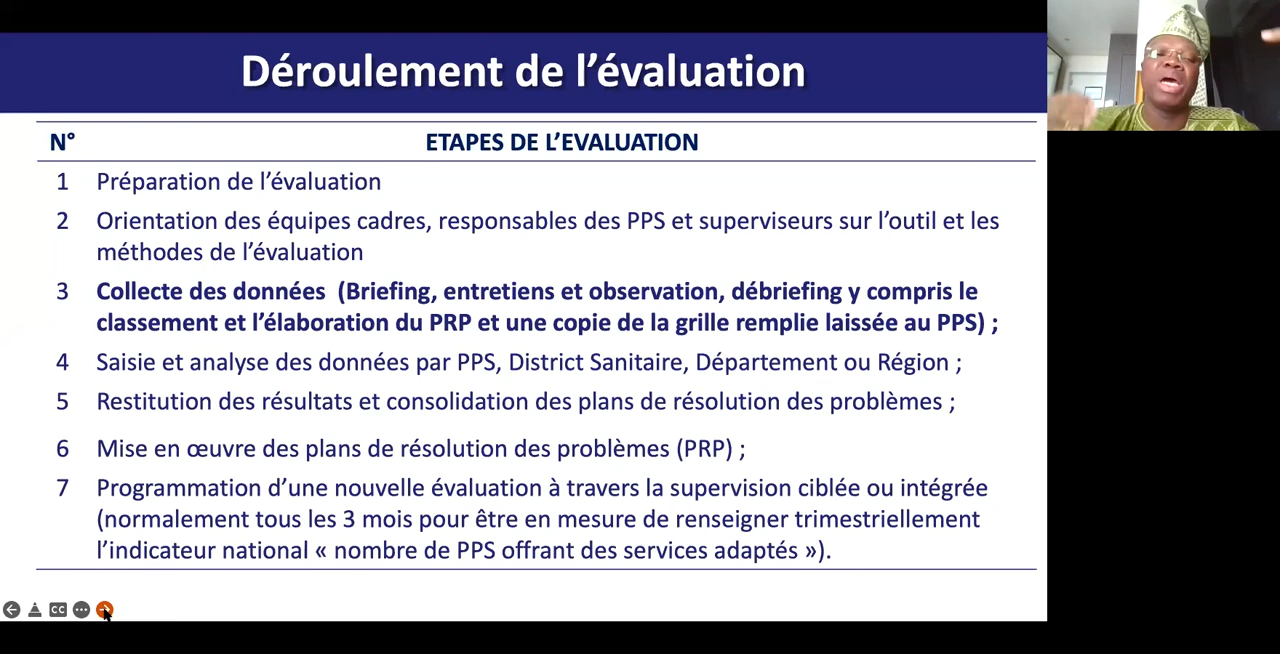 Déroulement de l’évaluation
N° ETAPES DE L’EVALUATION
1 Préparation de l’évaluation
2 Orientation des équipes cadres, responsables des PPS et superviseurs sur l’outil et les
méthodes de l’évaluation
3 Collecte des données (Briefing, entretiens et observation, débriefing y compris le
classement et l’élaboration du PRP et une copie de la grille remplie laissée au PPS) ;
4 Saisie et analyse des données par PPS, District Sanitaire, Département ou Région ;
5 Restitution des résultats et consolidation des plans de résolution des problèmes ;
6 Mise en œuvre des plans de résolution des problèmes (PRP) ;
7 Programmation d’une nouvelle évaluation à travers la supervision ciblée ou intégrée
(normalement tous les 3 mois pour être en mesure de renseigner trimestriellement
l’indicateur national « nombre de PPS offrant des services adaptés »).
CC